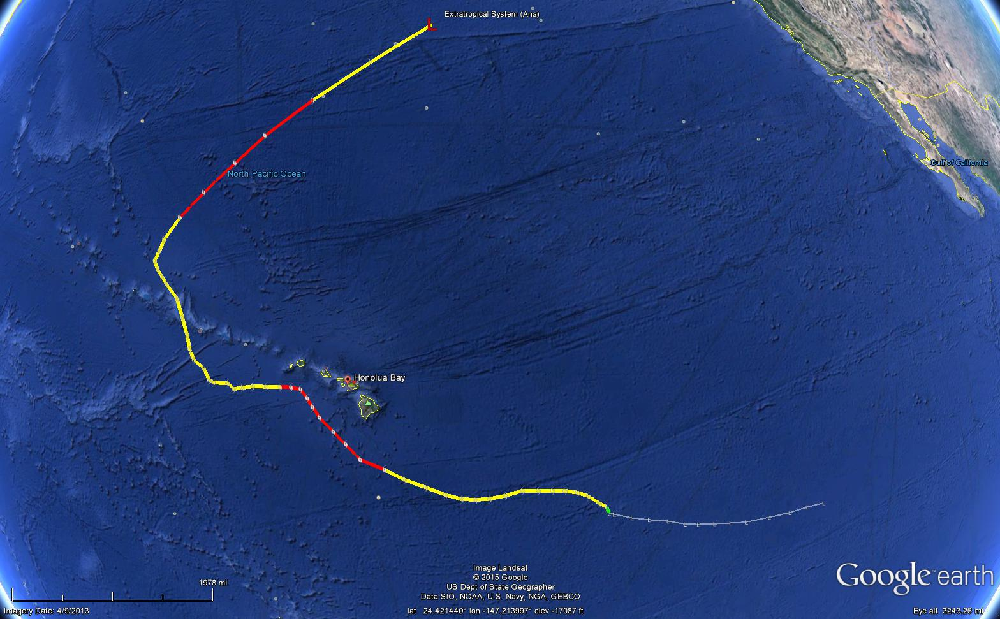 Extratropical System (Ana)
North Pacific Ocean
Gulf of California
Honolua Bay
Image Landsat
© 2015 Google
US Dept of State Geographer
Data SIO, NOAA, U.S. Navy, NGA, GEBCO
Google earth
1978 mi
Imagery Date: 4/9/2013
lat 24.421440° lon -147.213997° elev -17087 ft
Eye alt 3243.26 mi